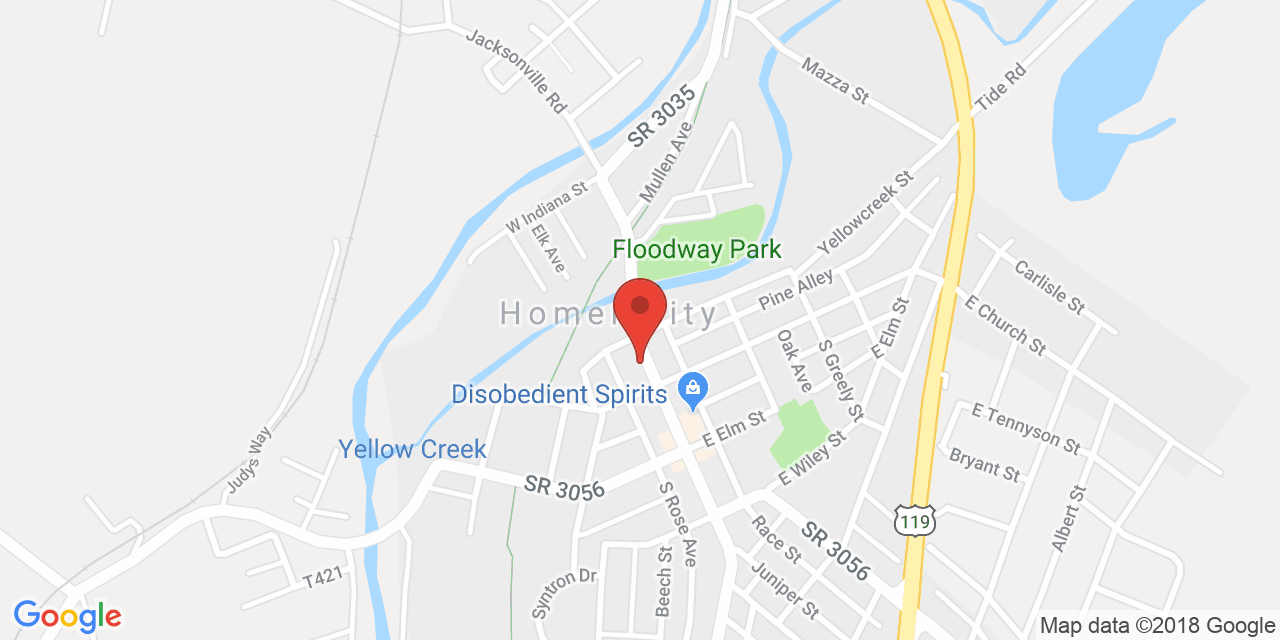 Jacksonville Rd
SR 3035
Mullen Ave
Mazza St
Tide Rd
119
W Indiana St
Elk Ave
Floodway Park
Yellowcreek St
Pine Alley
Carlisle St
E Church St
Oak Ave
S Greely St
E Elm St
Disobedient Spirits
Yellow Creek
Judys Way
E Elm St
E Wiley St
E Tennyson St
Bryant St
SR 3056
S Rose Ave
Race St
SR 3056
Albert St
T421
Syntron Dr
Beech St
Juniper St
Google
Map data ©2018 Google